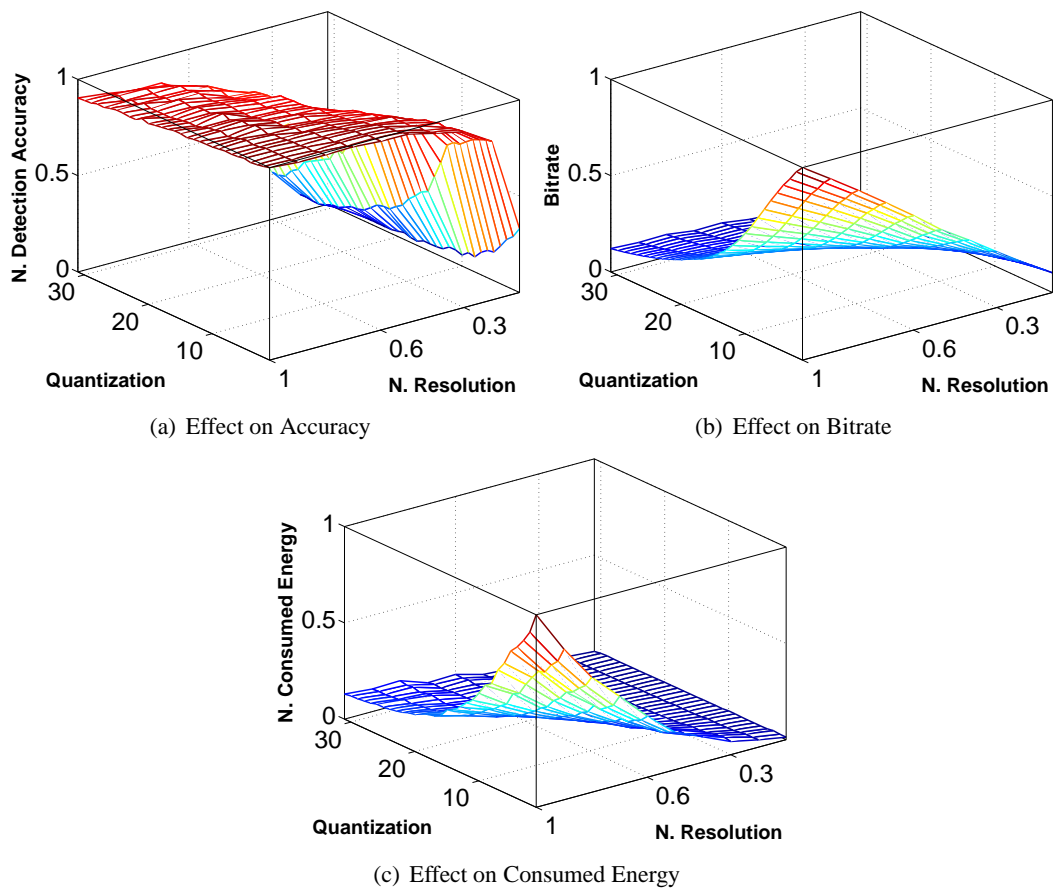 N. Detection Accuracy
1
0.5
0
30
20
10
1
0.6
0.3
Quantization
N. Resolution
(a) Effect on Accuracy
Bitrate
1
0.5
0
30
20
10
1
0.6
0.3
Quantization
N. Resolution
(b) Effect on Bitrate
N. Consumed Energy
1
0.5
0
30
20
10
1
0.6
0.3
Quantization
N. Resolution
(c) Effect on Consumed Energy